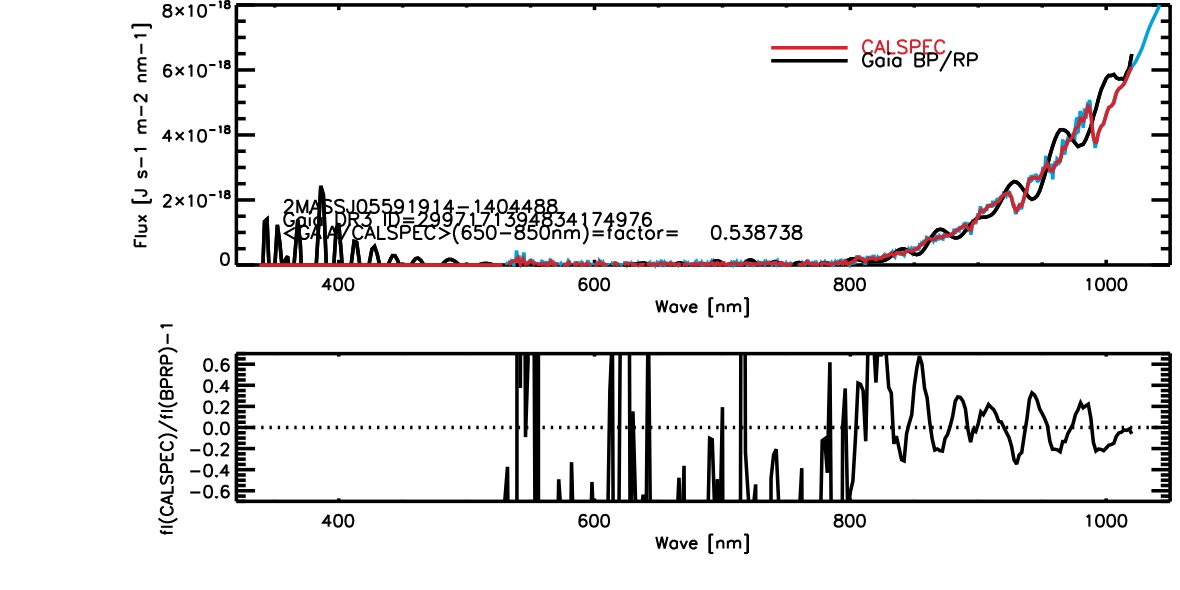 8×10−18
6×10−18
4×10−18
2×10−18
0
Flux [J s−1 m−2 nm−1]
CALSPEC
Gaia BP/RP
2MASSJ05591914−1404488
Gaia DR3 ID=2997171394834174976
<GAIA/CALSPEC>(650−850nm)=factor= 0.538738
400 600 800 1000
Wave [nm]
fl(CALSPEC)/fl(BPRP)−1
0.6
0.4
0.2
0.0
−0.2
−0.4
−0.6
400 600 800 1000
Wave [nm]